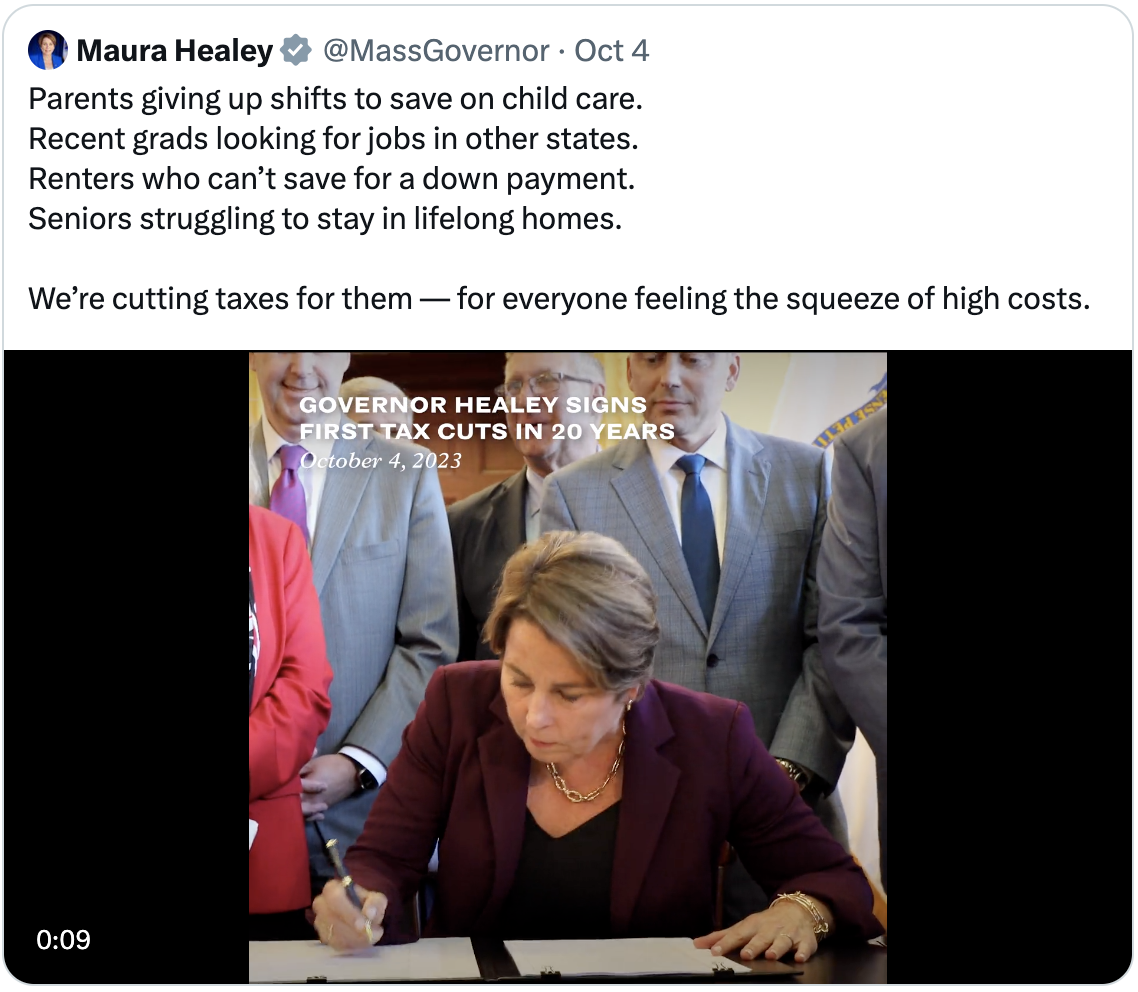 Maura Healey @MassGovernor · Oct 4
Parents giving up shifts to save on child care.
Recent grads looking for jobs in other states.
Renters who can’t save for a down payment.
Seniors struggling to stay in lifelong homes.
We’re cutting taxes for them — for everyone feeling the squeeze of high costs.
GOVERNOR HEALEY SIGNS
FIRST TAX CUTS IN 20 YEARS
October 4, 2023
ENSE PETI
0:09